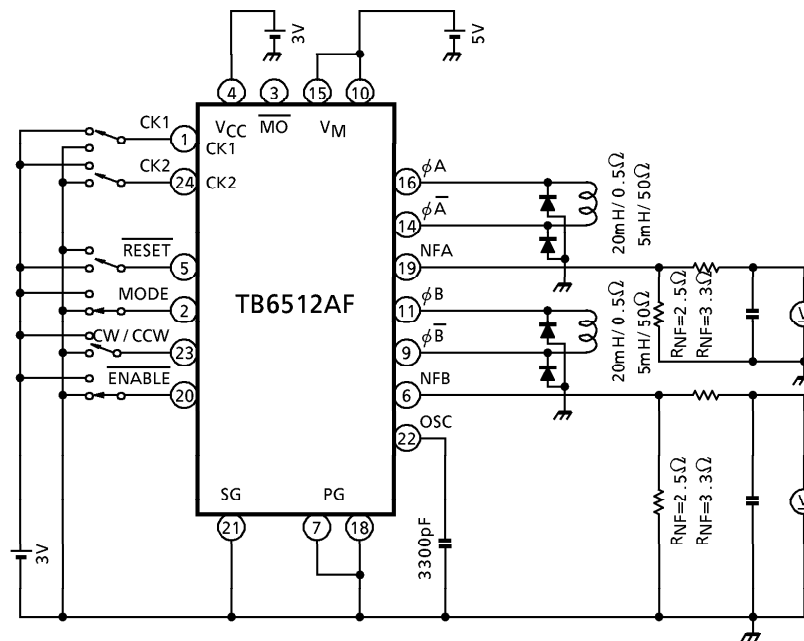 3V
5V
4
3
15
10
CK1
1
VCC
MO
VM
CK1
CK2
24
CK2
16
ϕA
14
ϕA
20mH/0.5Ω
5mH/50Ω
RESET
5
19
NFA
MODE
2
TB6512AF
11
ϕB
RNF=2.5Ω
RNF=3.3Ω
V
CW/CCW
23
9
ϕB
20mH/0.5Ω
5mH/50Ω
ENABLE
20
6
NFB
22
OSC
RNF=2.5Ω
RNF=3.3Ω
V
SG
PG
21
7
18
3300pF
3V